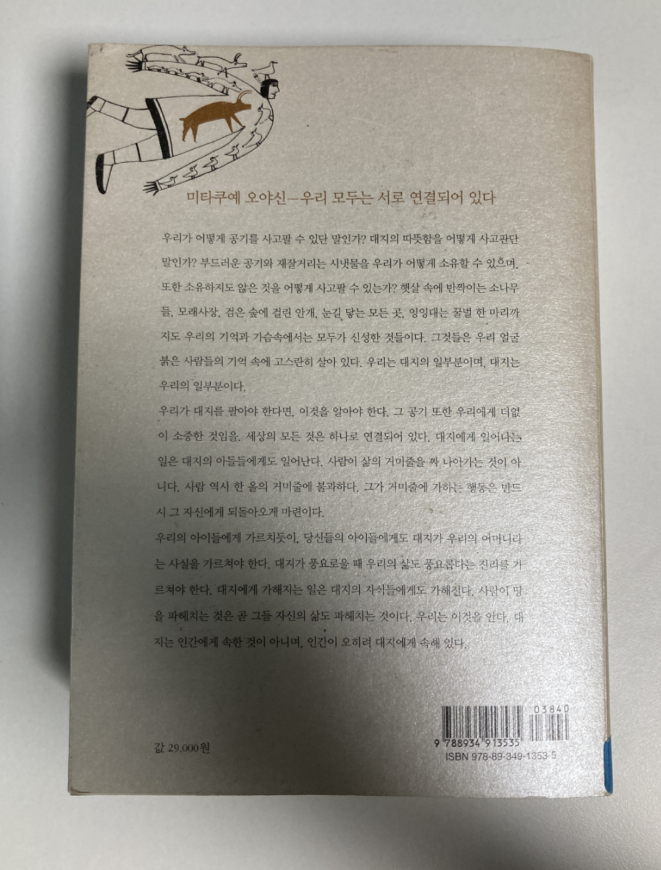 미타쿠예 오야신-우리 모두는 서로 연결되어 있다
우리가 어떻게 공기를 사고팔 수 있단 말인가? 대지의 따뜻함을 어떻게 사고판단
말인가? 부드러운 공기와 재잘거리는 시냇물을 우리가 어떻게 소유할 수 있으며,
또한 소유하지도 않은 것을 어떻게 사고팔 수 있는가? 햇살 속에 반짝이는 소나무
들, 모래사장, 검은 숲에 걸린 안개, 눈길 닿는 모든 곳, 잉잉대는 꿀벌 한 마리까
지도 우리의 기억과 가슴속에서는 모두가 신성한 것들이다. 그것들은 우리 얼굴
붉은 사람들의 기억 속에 고스란히 살아 있다. 우리는 대지의 일부분이며, 대지는
우리의 일부분이다.
우리가 대지를 팔아야 한다면, 이것을 알아야 한다. 그 공기 또한 우리에게 더없
이 소중한 것임을. 세상의 모든 것은 하나로 연결되어 있다. 대지에게 일어나는
일은 대지의 아들들에게도 일어난다. 사람이 삶의 거미줄을 짜 나아가는 것이 아
니다. 사람 역시 한 올의 거미줄에 불과하다. 그가 거미줄에 가하는 행동은 반드
시 그 자신에게 되돌아오게 마련이다.
우리의 아이들에게 가르치듯이, 당신들의 아이들에게도 대지가 우리의 어머니라
는 사실을 가르쳐야 한다. 대지가 풍요로울 때 우리의 삶도 풍요롭다는 진리를 가
르쳐야 한다. 대지에게 가해지는 일은 대지의 자식들에게도 가해진다. 사람이 땅
을 파헤치는 것은 곧 그들 자신의 삶도 파헤치는 것이다. 우리는 이것을 안다. 대
지는 인간에게 속한 것이 아니며, 인간이 오히려 대지에게 속해 있다.
값 29,000원
03840
9 788934 913535
ISBN 978-89-349-1353-5